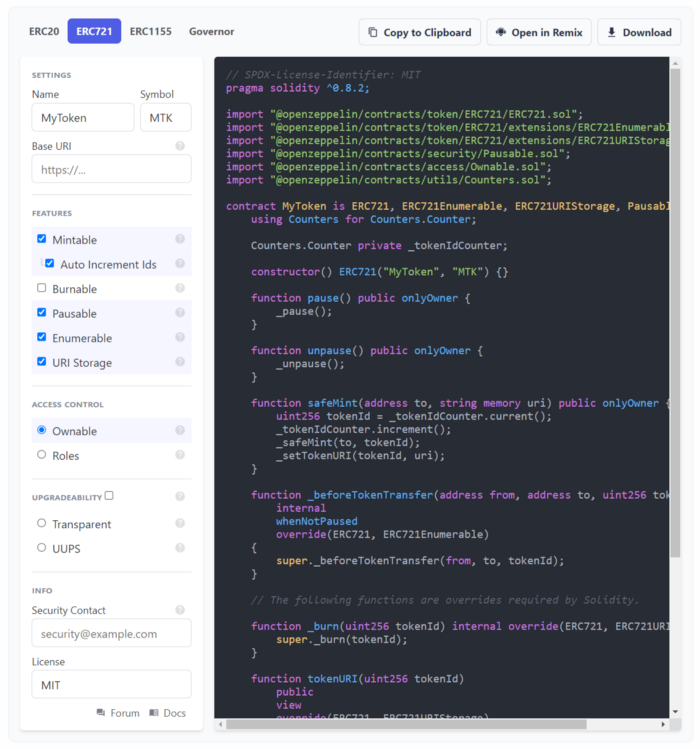 ERC20 ERC721 ERC1155 Governor Copy to Clipboard Open in Remix Download
SETTINGS
Name Symbol
MyToken MTK
Base URI
https://...
FEATURES
Mintable
Auto Increment Ids
Burnable
Pausable
Enumerable
URI Storage
ACCESS CONTROL
Ownable
Roles
UPGRADEABILITY
Transparent
UUPS
INFO
Security Contact
security@example.com
License
MIT
Forum Docs
// SPDX-License-Identifier: MIT
pragma solidity ^0.8.2;
import "@openzeppelin/contracts/token/ERC721/ERC721.sol";
import "@openzeppelin/contracts/token/ERC721/extensions/ERC721Enumerabl
import "@openzeppelin/contracts/token/ERC721/extensions/ERC721URIStorag
import "@openzeppelin/contracts/security/Pausable.sol";
import "@openzeppelin/contracts/access/Ownable.sol";
import "@openzeppelin/contracts/utils/Counters.sol";
contract MyToken is ERC721, ERC721Enumerable, ERC721URIStorage, Pausabl
using Counters for Counters.Counter;
Counters.Counter private _tokenIdCounter;
constructor() ERC721("MyToken", "MTK") {}
function pause() public onlyOwner {
_pause();
}
function unpause() public onlyOwner {
_unpause();
}
function safeMint(address to, string memory uri) public onlyOwner {
uint256 tokenId = _tokenIdCounter.current();
_tokenIdCounter.increment();
_safeMint(to, tokenId);
_setTokenURI(tokenId, uri);
}
function _beforeTokenTransfer(address from, address to, uint256 tok
internal
whenNotPaused
override(ERC721, ERC721Enumerable)
{
super._beforeTokenTransfer(from, to, tokenId);
}
// The following functions are overrides required by Solidity.
function _burn(uint256 tokenId) internal override(ERC721, ERC721URI
super._burn(tokenId);
}
function tokenURI(uint256 tokenId)
public
view
override(ERC721, ERC721URIStorage)